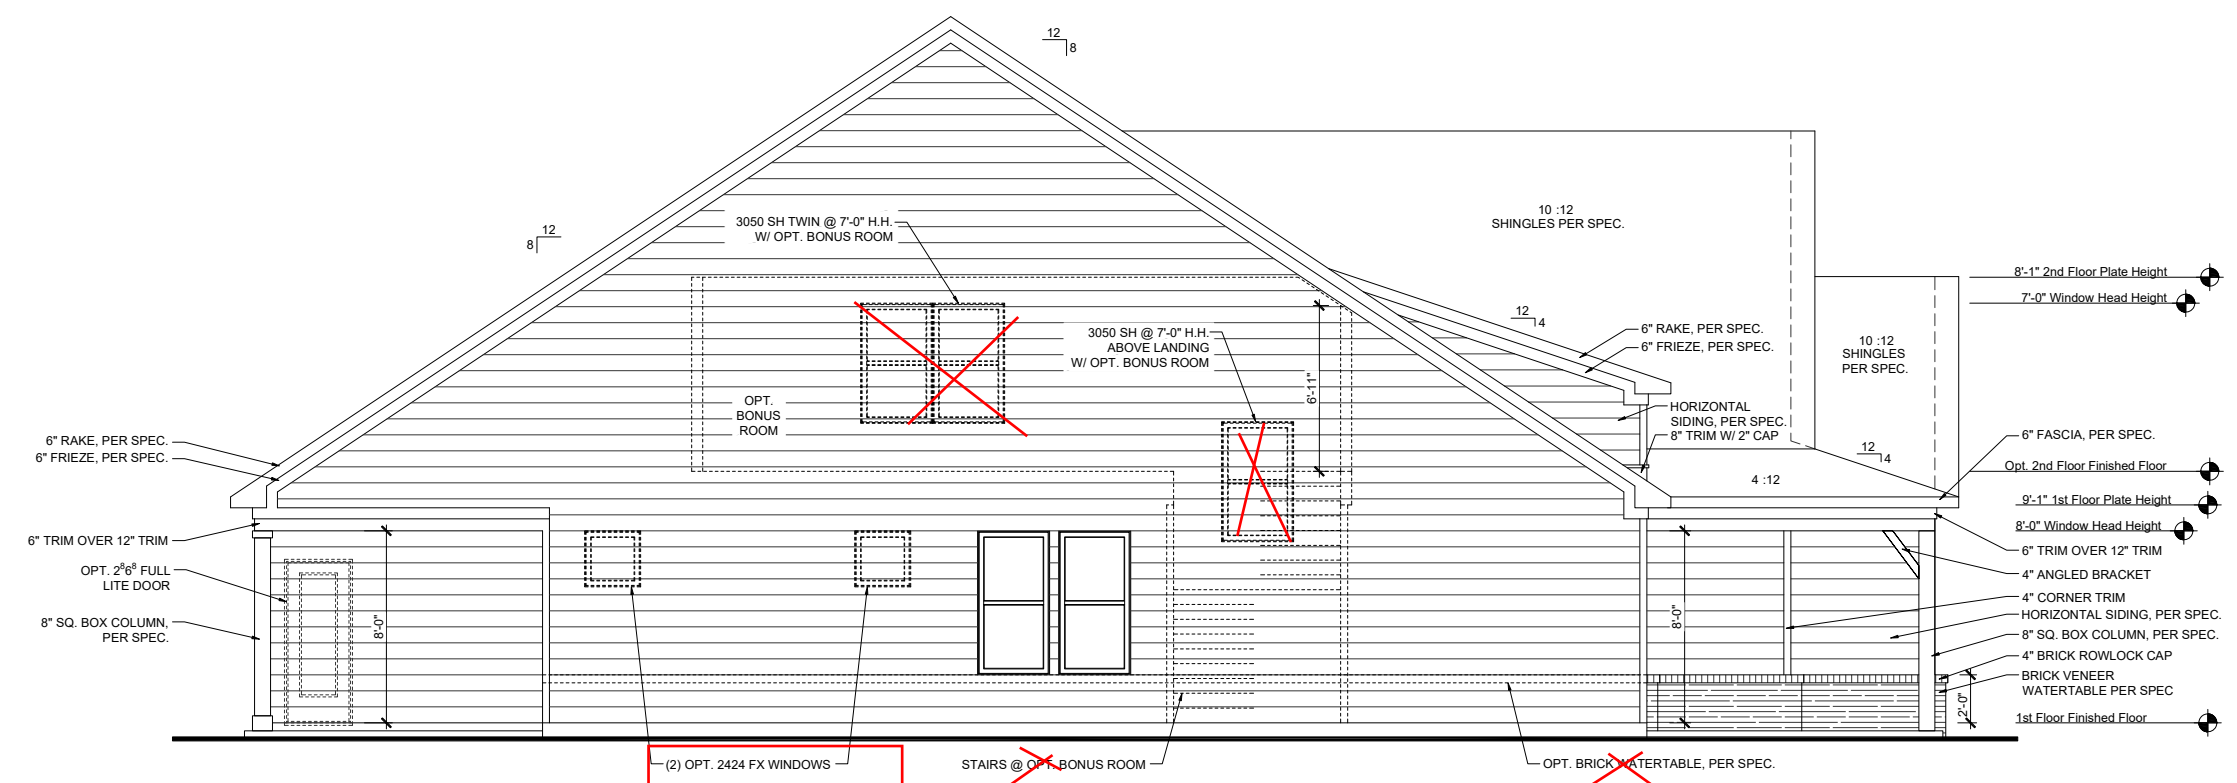 12
8
12
8
10 :12
SHINGLES PER SPEC.
3050 SH TWIN @ 7'-0" H.H.
W/ OPT. BONUS ROOM
8'-1" 2nd Floor Plate Height
7'-0" Window Head Height
12
4
3050 SH @ 7'-0" H.H.
ABOVE LANDING
W/ OPT. BONUS ROOM
6" RAKE, PER SPEC.
6" FRIEZE, PER SPEC.
10 :12
SHINGLES
PER SPEC.
6'-11"
OPT.
BONUS
ROOM
HORIZONTAL
SIDING, PER SPEC.
8" TRIM W/ 2" CAP
6" RAKE, PER SPEC.
6" FRIEZE, PER SPEC.
12
4
6" FASCIA, PER SPEC.
Opt. 2nd Floor Finished Floor
4 :12
9'-1" 1st Floor Plate Height
8'-0" Window Head Height
6" TRIM OVER 12" TRIM
OPT. 2⁸6⁸ FULL
LITE DOOR
8" SQ. BOX COLUMN,
PER SPEC.
8'-0"
8'-0"
6" TRIM OVER 12" TRIM
4" ANGLED BRACKET
4" CORNER TRIM
HORIZONTAL SIDING, PER SPEC.
8" SQ. BOX COLUMN, PER SPEC.
4" BRICK ROWLOCK CAP
BRICK VENEER
WATERTABLE PER SPEC
2'-0"
1st Floor Finished Floor
(2) OPT. 2424 FX WINDOWS
STAIRS @ OPT. BONUS ROOM
OPT. BRICK WATERTABLE, PER SPEC.